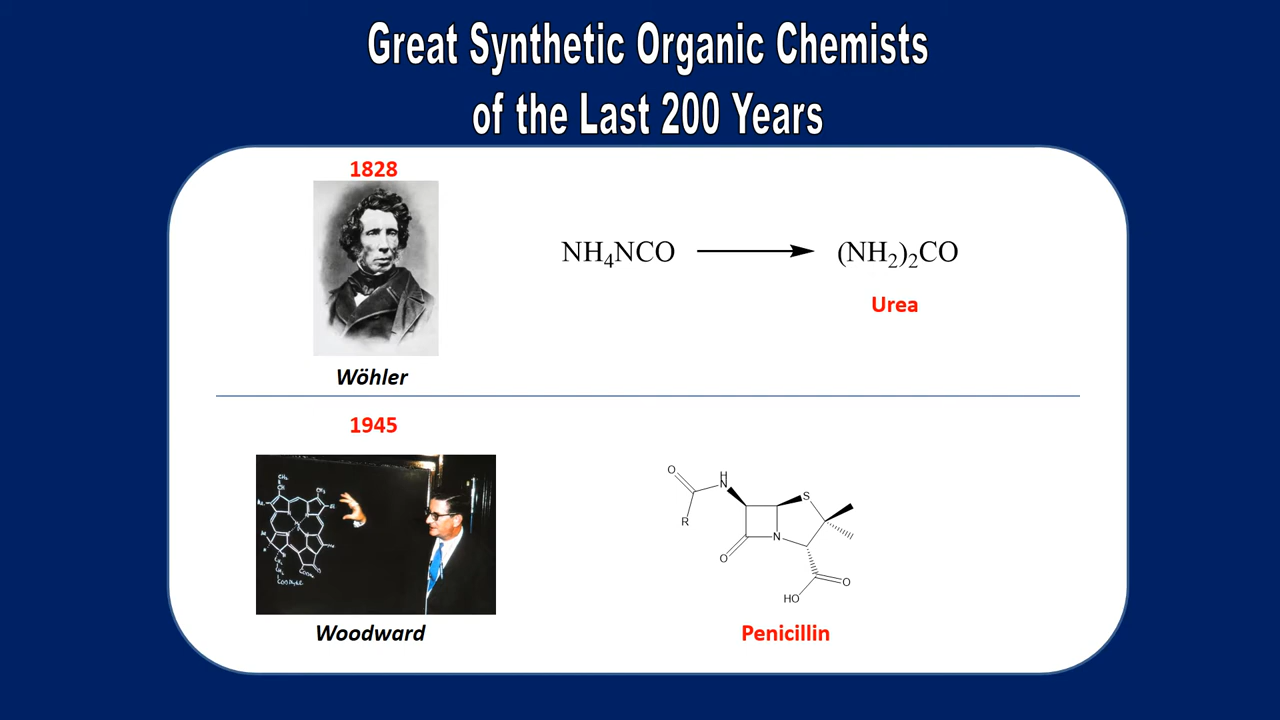 Great Synthetic Organic Chemists
of the Last 200 Years
1828
NH₄NCO → (NH₂)₂CO
Urea
Wöhler
1945
O
H
N
S
R
N
O
O
HO
Woodward
Penicillin